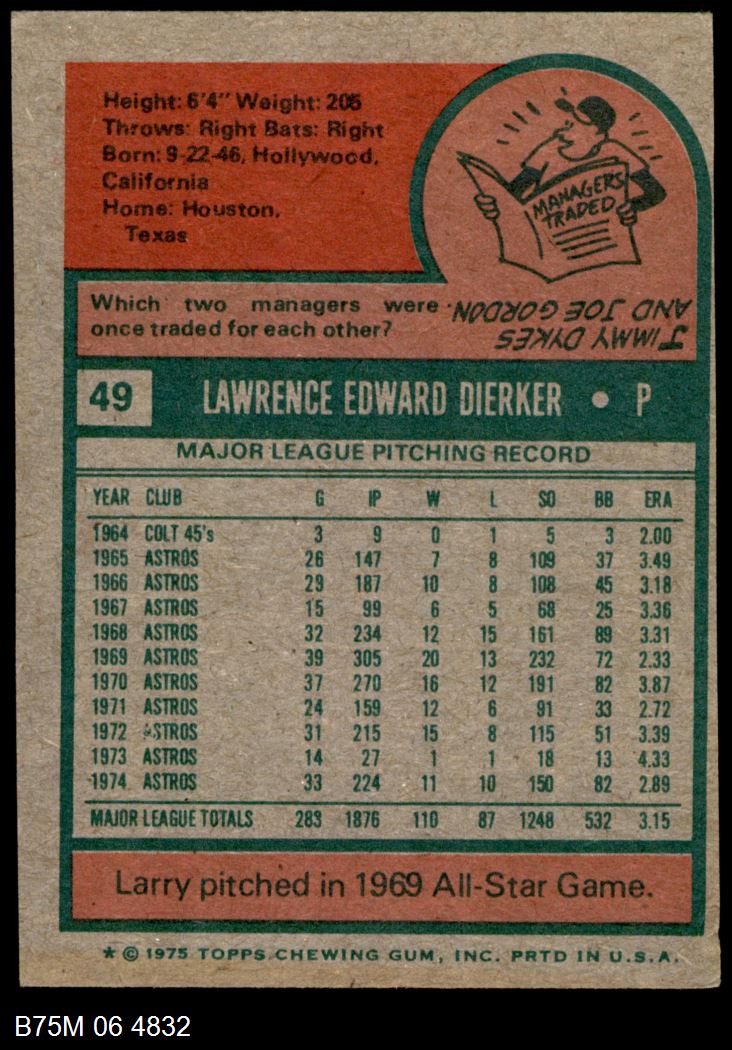 Height: 6'4" Weight: 205
Throws: Right Bats: Right
Born: 9-22-46, Hollywood,
California
Home: Houston,
Texas
MANAGERS
TRADED
Which two managers were
once traded for each other?
JIMMY DYKES
AND JOE GORDON.
49 LAWRENCE EDWARD DIERKER • P
MAJOR LEAGUE PITCHING RECORD
YEAR CLUB G IP W L SO BB ERA
1964 COLT 45's 3 9 0 1 5 3 2.00
1965 ASTROS 26 147 7 8 109 37 3.49
1966 ASTROS 29 187 10 8 108 45 3.18
1967 ASTROS 15 99 6 5 68 25 3.36
1968 ASTROS 32 234 12 15 161 89 3.31
1969 ASTROS 39 305 20 13 232 72 2.33
1970 ASTROS 37 270 16 12 191 82 3.87
1971 ASTROS 24 159 12 6 91 33 2.72
1972 ASTROS 31 215 15 8 115 51 3.39
1973 ASTROS 14 27 1 1 18 13 4.33
1974 ASTROS 33 224 11 10 150 82 2.89
MAJOR LEAGUE TOTALS 283 1876 110 87 1248 532 3.15
Larry pitched in 1969 All-Star Game.
* © 1975 TOPPS CHEWING GUM, INC. PRTD IN U.S.A.
B75M 06 4832